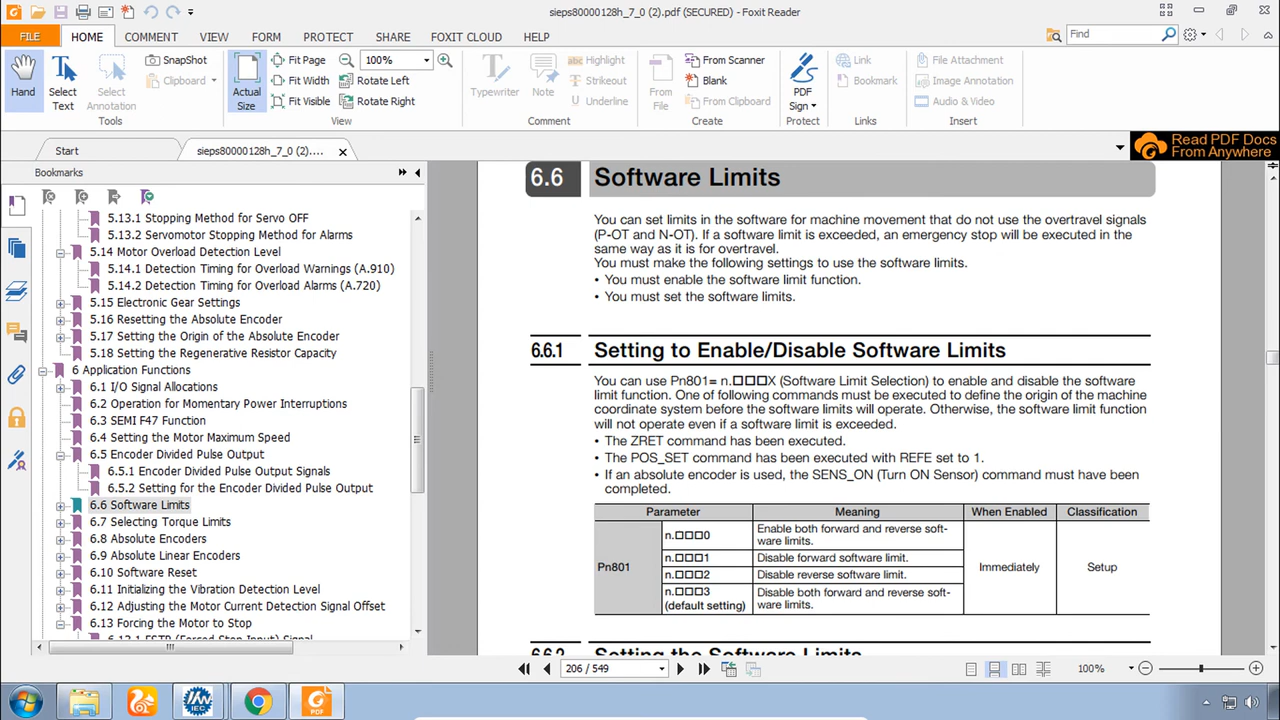 sieps80000128h_7_0 (2).pdf (SECURED) - Foxit Reader
FILE HOME COMMENT VIEW FORM PROTECT SHARE FOXIT CLOUD HELP
Find
Hand
Select Text
Select Annotation
SnapShot
Clipboard
Tools
Actual Size
Fit Page
Fit Width
Fit Visible
100%
Rotate Left
Rotate Right
View
Typewriter
Note
Highlight
Strikeout
Underline
Comment
From File
From Scanner
Blank
From Clipboard
Create
PDF Sign
Protect
Link
Bookmark
Links
File Attachment
Image Annotation
Audio & Video
Insert
Start
sieps80000128h_7_0 (2)....
Read PDF Docs
From Anywhere
Bookmarks
5.13.1 Stopping Method for Servo OFF
5.13.2 Servomotor Stopping Method for Alarms
5.14 Motor Overload Detection Level
5.14.1 Detection Timing for Overload Warnings (A.910)
5.14.2 Detection Timing for Overload Alarms (A.720)
5.15 Electronic Gear Settings
5.16 Resetting the Absolute Encoder
5.17 Setting the Origin of the Absolute Encoder
5.18 Setting the Regenerative Resistor Capacity
6 Application Functions
6.1 I/O Signal Allocations
6.2 Operation for Momentary Power Interruptions
6.3 SEMI F47 Function
6.4 Setting the Motor Maximum Speed
6.5 Encoder Divided Pulse Output
6.5.1 Encoder Divided Pulse Output Signals
6.5.2 Setting for the Encoder Divided Pulse Output
6.6 Software Limits
6.7 Selecting Torque Limits
6.8 Absolute Encoders
6.9 Absolute Linear Encoders
6.10 Software Reset
6.11 Initializing the Vibration Detection Level
6.12 Adjusting the Motor Current Detection Signal Offset
6.13 Forcing the Motor to Stop
6.13.1 FSTP (Forced Stop Input) Signal
6.6 Software Limits
You can set limits in the software for machine movement that do not use the overtravel signals
(P-OT and N-OT). If a software limit is exceeded, an emergency stop will be executed in the
same way as it is for overtravel.
You must make the following settings to use the software limits.
• You must enable the software limit function.
• You must set the software limits.
6.6.1 Setting to Enable/Disable Software Limits
You can use Pn801= n.□□□X (Software Limit Selection) to enable and disable the software
limit function. One of following commands must be executed to define the origin of the machine
coordinate system before the software limits will operate. Otherwise, the software limit function
will not operate even if a software limit is exceeded.
• The ZRET command has been executed.
• The POS_SET command has been executed with REFE set to 1.
• If an absolute encoder is used, the SENS_ON (Turn ON Sensor) command must have been
completed.
Parameter Meaning When Enabled Classification
Pn801
n.□□□0 Enable both forward and reverse soft-
ware limits.
n.□□□1 Disable forward software limit.
n.□□□2 Disable reverse software limit.
n.□□□3
(default setting)
Disable both forward and reverse soft-
ware limits.
Immediately
Setup
6.6.2 Setting the Software Limits
206 / 549
100%
IEC
PDF